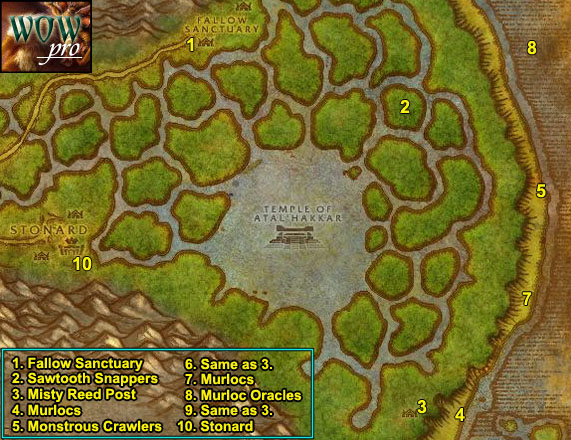 WOW
pro
FALLOW
SANCTUARY
1
8
2
TEMPLE OF
ATAL'HAKKAR
5
STONARD
10
7
3
4
1. Fallow Sanctuary
2. Sawtooth Snappers
3. Misty Reed Post
4. Murlocs
5. Monstrous Crawlers
6. Same as 3.
7. Murlocs
8. Murloc Oracles
9. Same as 3.
10. Stonard